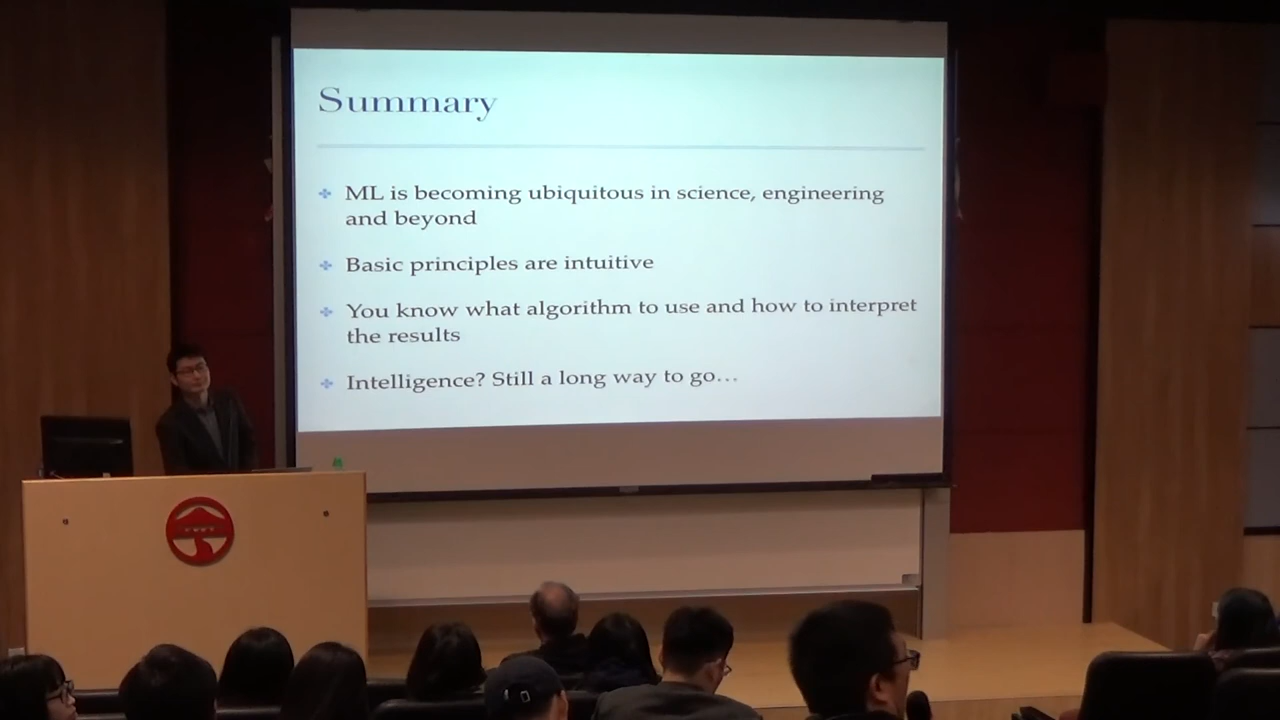 Summary
ML is becoming ubiquitous in science, engineering
and beyond
Basic principles are intuitive
You know what algorithm to use and how to interpret
the results
Intelligence? Still a long way to go…